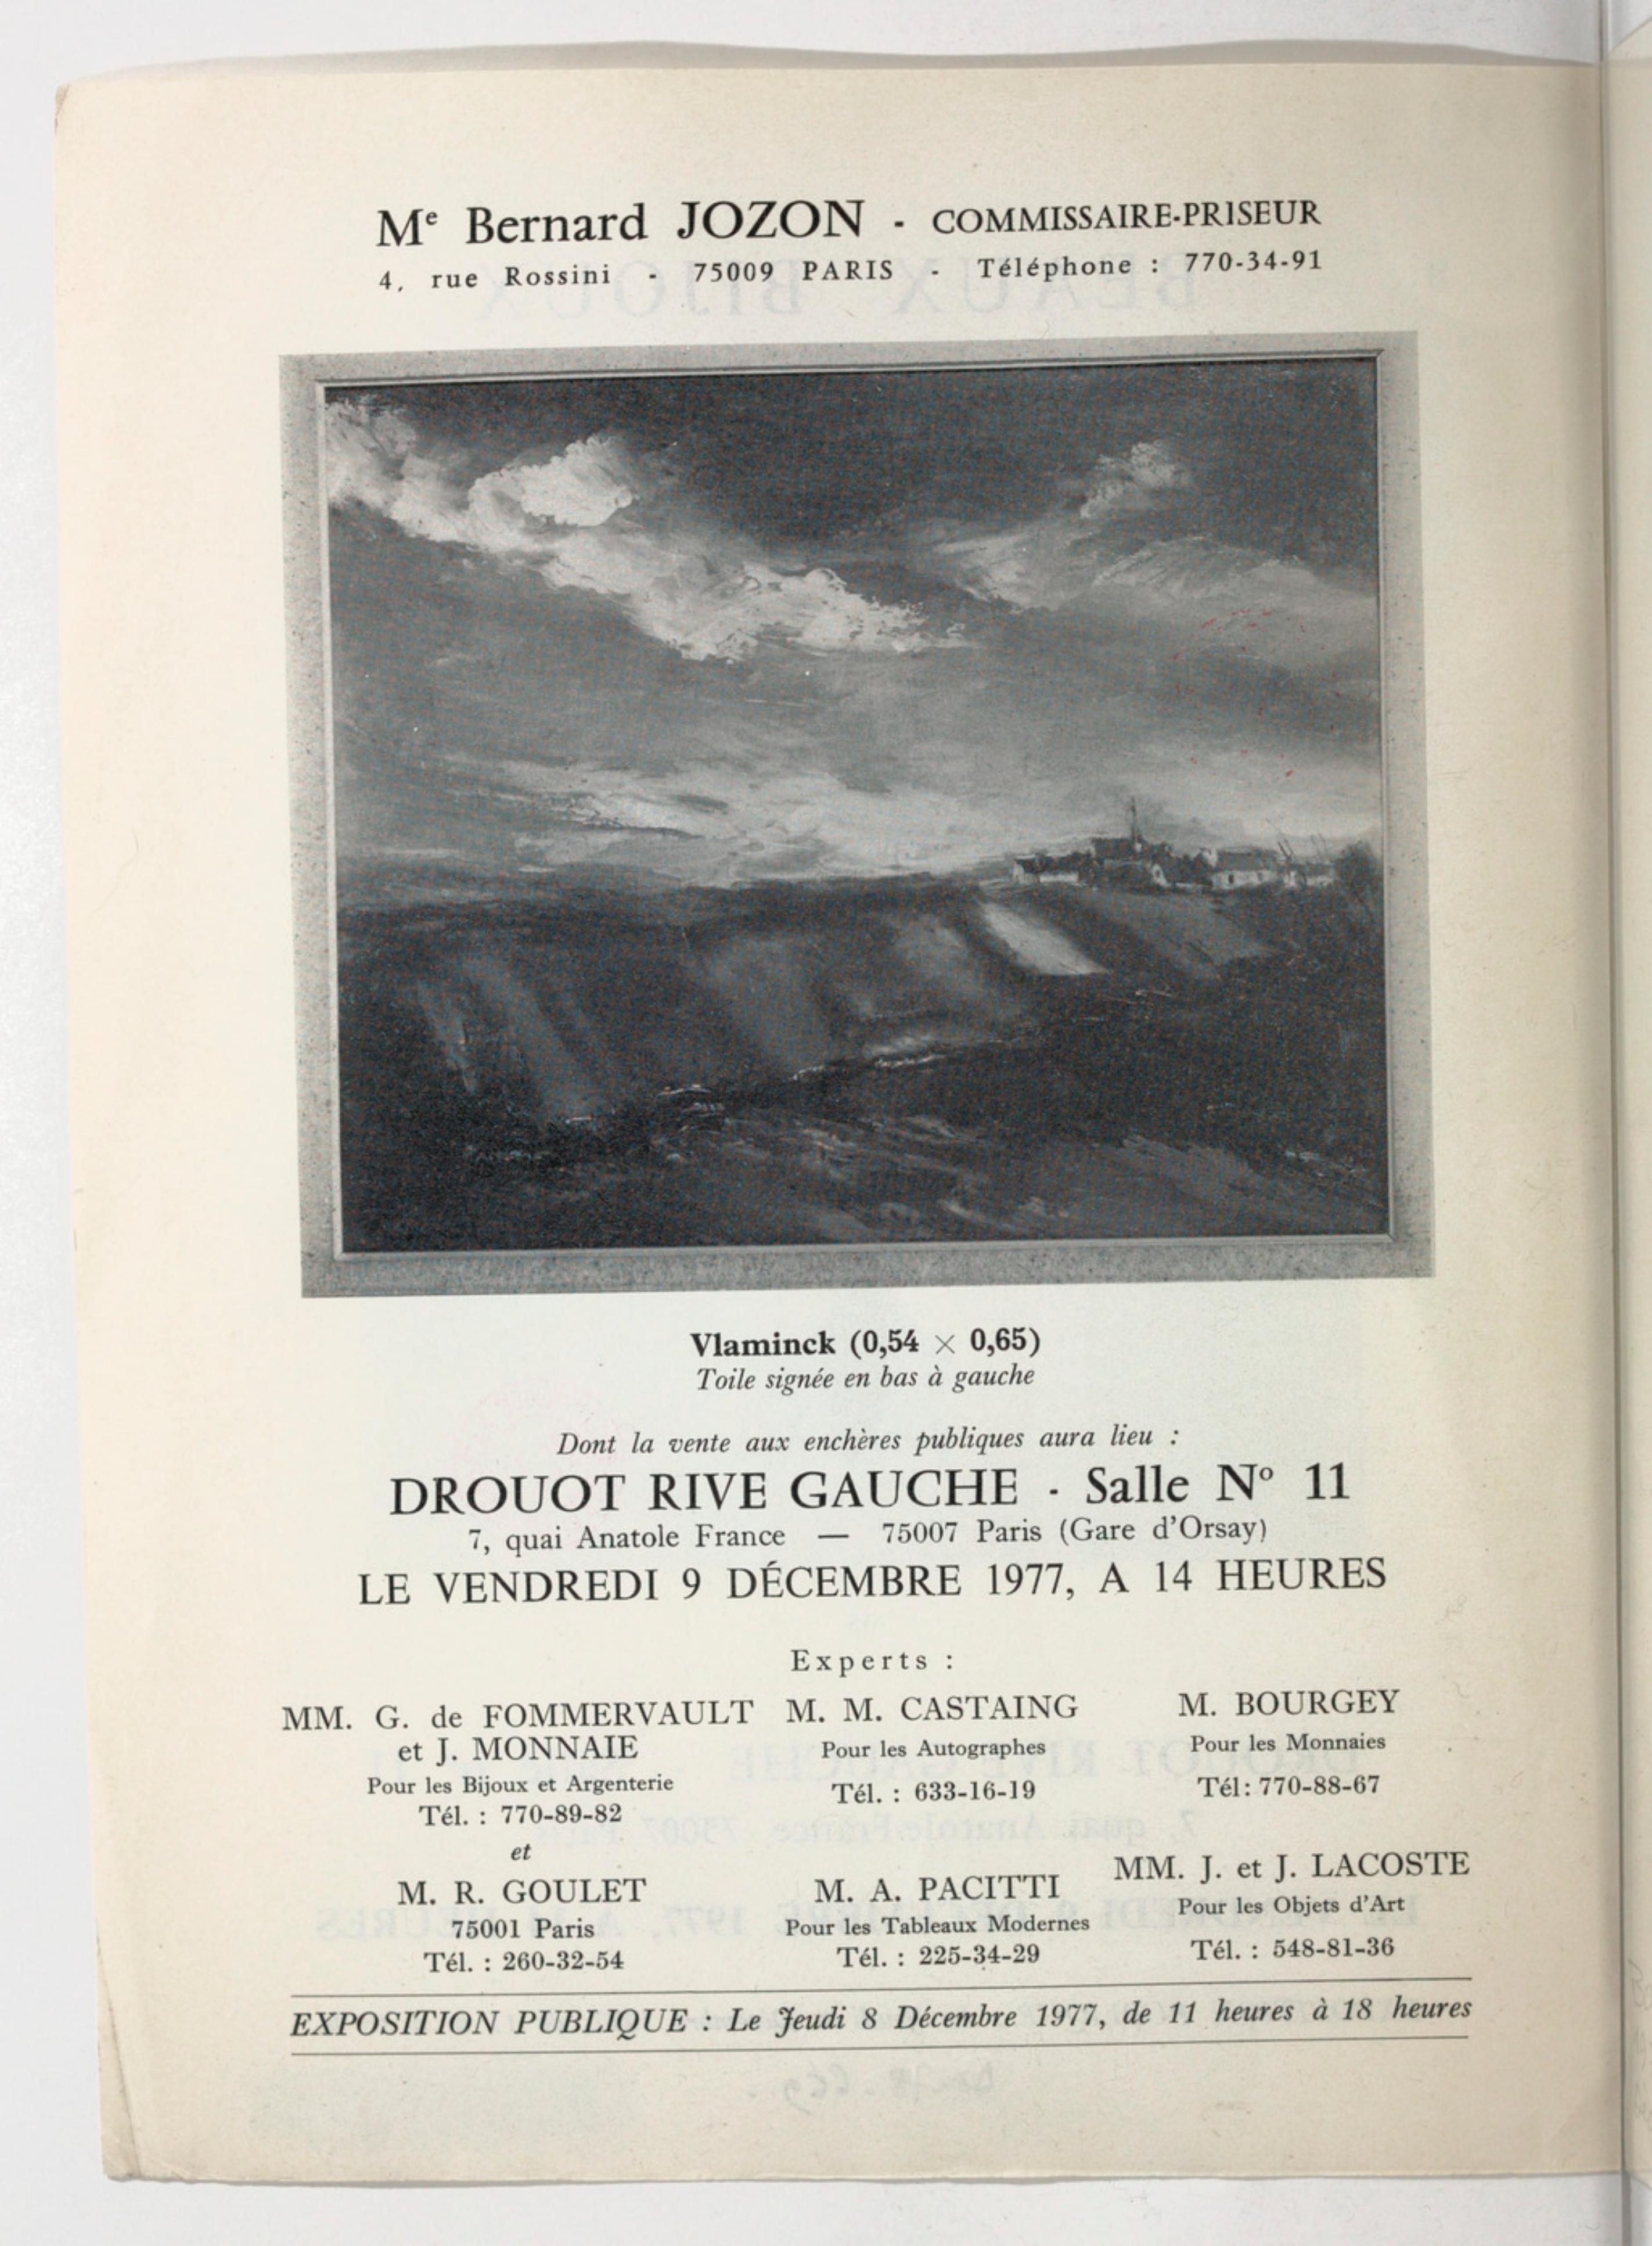 Me Bernard JOZON - COMMISSAIRE-PRISEUR
4, rue Rossini - 75009 PARIS - Téléphone : 770-34-91
Vlaminck (0,54 × 0,65)
Toile signée en bas à gauche
Dont la vente aux enchères publiques aura lieu :
DROUOT RIVE GAUCHE - Salle No 11
7, quai Anatole France — 75007 Paris (Gare d'Orsay)
LE VENDREDI 9 DÉCEMBRE 1977, A 14 HEURES
Experts :
MM. G. de FOMMERVAULT
et J. MONNAIE
Pour les Bijoux et Argenterie
Tél. : 770-89-82
et
M. R. GOULET
75001 Paris
Tél. : 260-32-54
M. M. CASTAING
Pour les Autographes
Tél. : 633-16-19
M. A. PACITTI
Pour les Tableaux Modernes
Tél. : 225-34-29
M. BOURGEY
Pour les Monnaies
Tél: 770-88-67
MM. J. et J. LACOSTE
Pour les Objets d'Art
Tél. : 548-81-36
EXPOSITION PUBLIQUE : Le Jeudi 8 Décembre 1977, de 11 heures à 18 heures